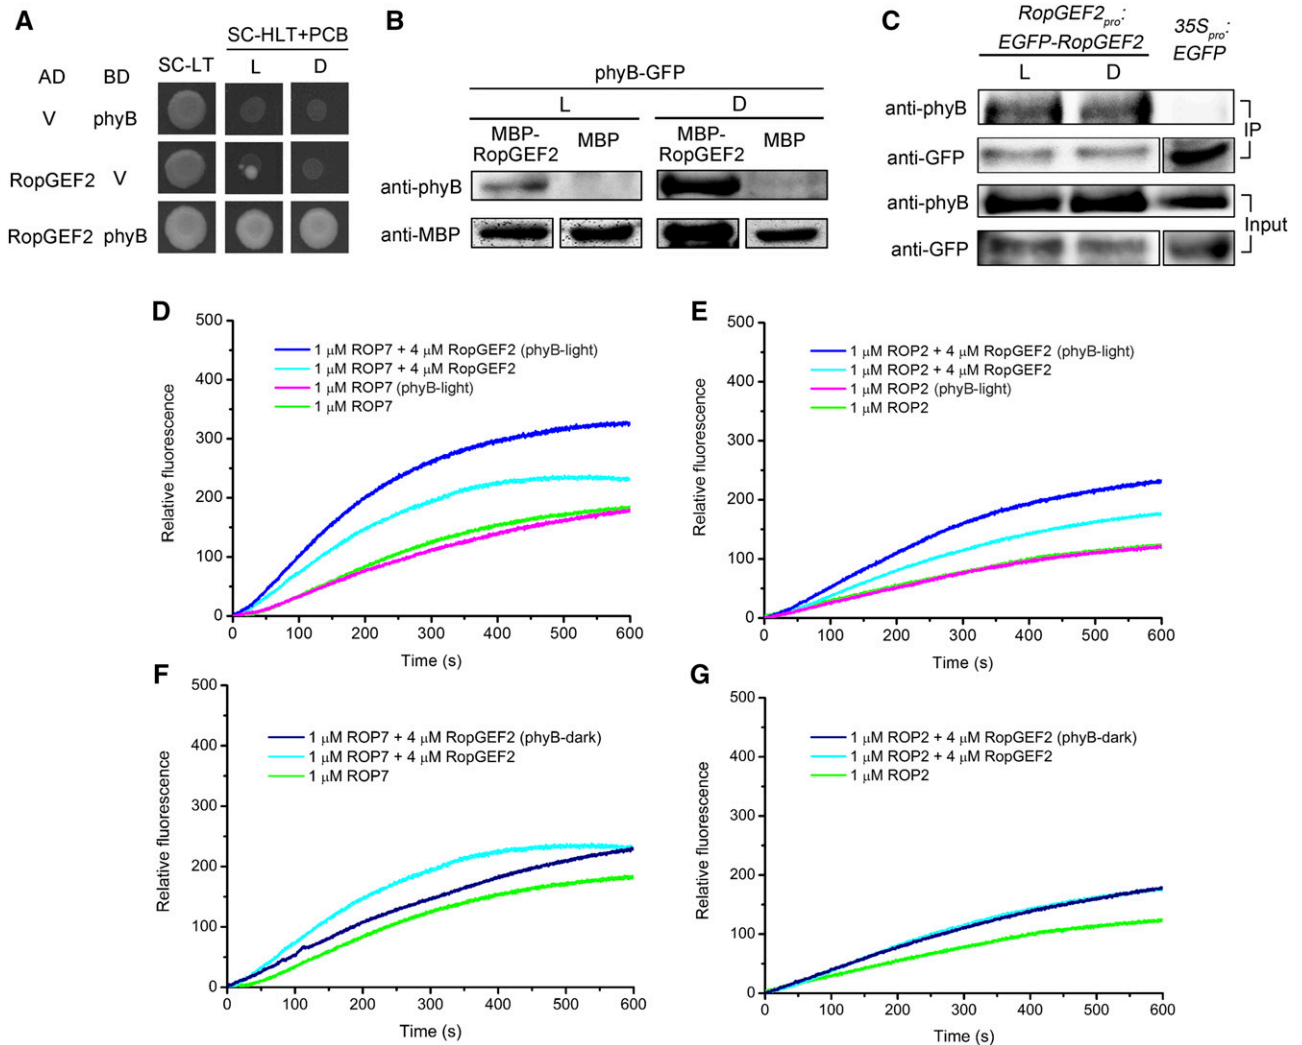 A
SC-HLT+PCB
SC-LT L D
AD BD
V phyB
RopGEF2 V
RopGEF2 phyB
B
phyB-GFP
L D
MBP-RopGEF2 MBP MBP-RopGEF2 MBP
anti-phyB
anti-MBP
C
RopGEF2pro: EGFP-RopGEF2 35Spro: EGFP
L D
anti-phyB
anti-GFP
IP
anti-phyB
anti-GFP
Input
D
500
400
300
200
100
0
Relative fluorescence
1 μM ROP7 + 4 μM RopGEF2 (phyB-light)
1 μM ROP7 + 4 μM RopGEF2
1 μM ROP7 (phyB-light)
1 μM ROP7
0 100 200 300 400 500 600
Time (s)
E
500
400
300
200
100
0
Relative fluorescence
1 μM ROP2 + 4 μM RopGEF2 (phyB-light)
1 μM ROP2 + 4 μM RopGEF2
1 μM ROP2 (phyB-light)
1 μM ROP2
0 100 200 300 400 500 600
Time (s)
F
500
400
300
200
100
0
Relative fluorescence
1 μM ROP7 + 4 μM RopGEF2 (phyB-dark)
1 μM ROP7 + 4 μM RopGEF2
1 μM ROP7
0 100 200 300 400 500 600
Time (s)
G
500
400
300
200
100
0
Relative fluorescence
1 μM ROP2 + 4 μM RopGEF2 (phyB-dark)
1 μM ROP2 + 4 μM RopGEF2
1 μM ROP2
0 100 200 300 400 500 600
Time (s)